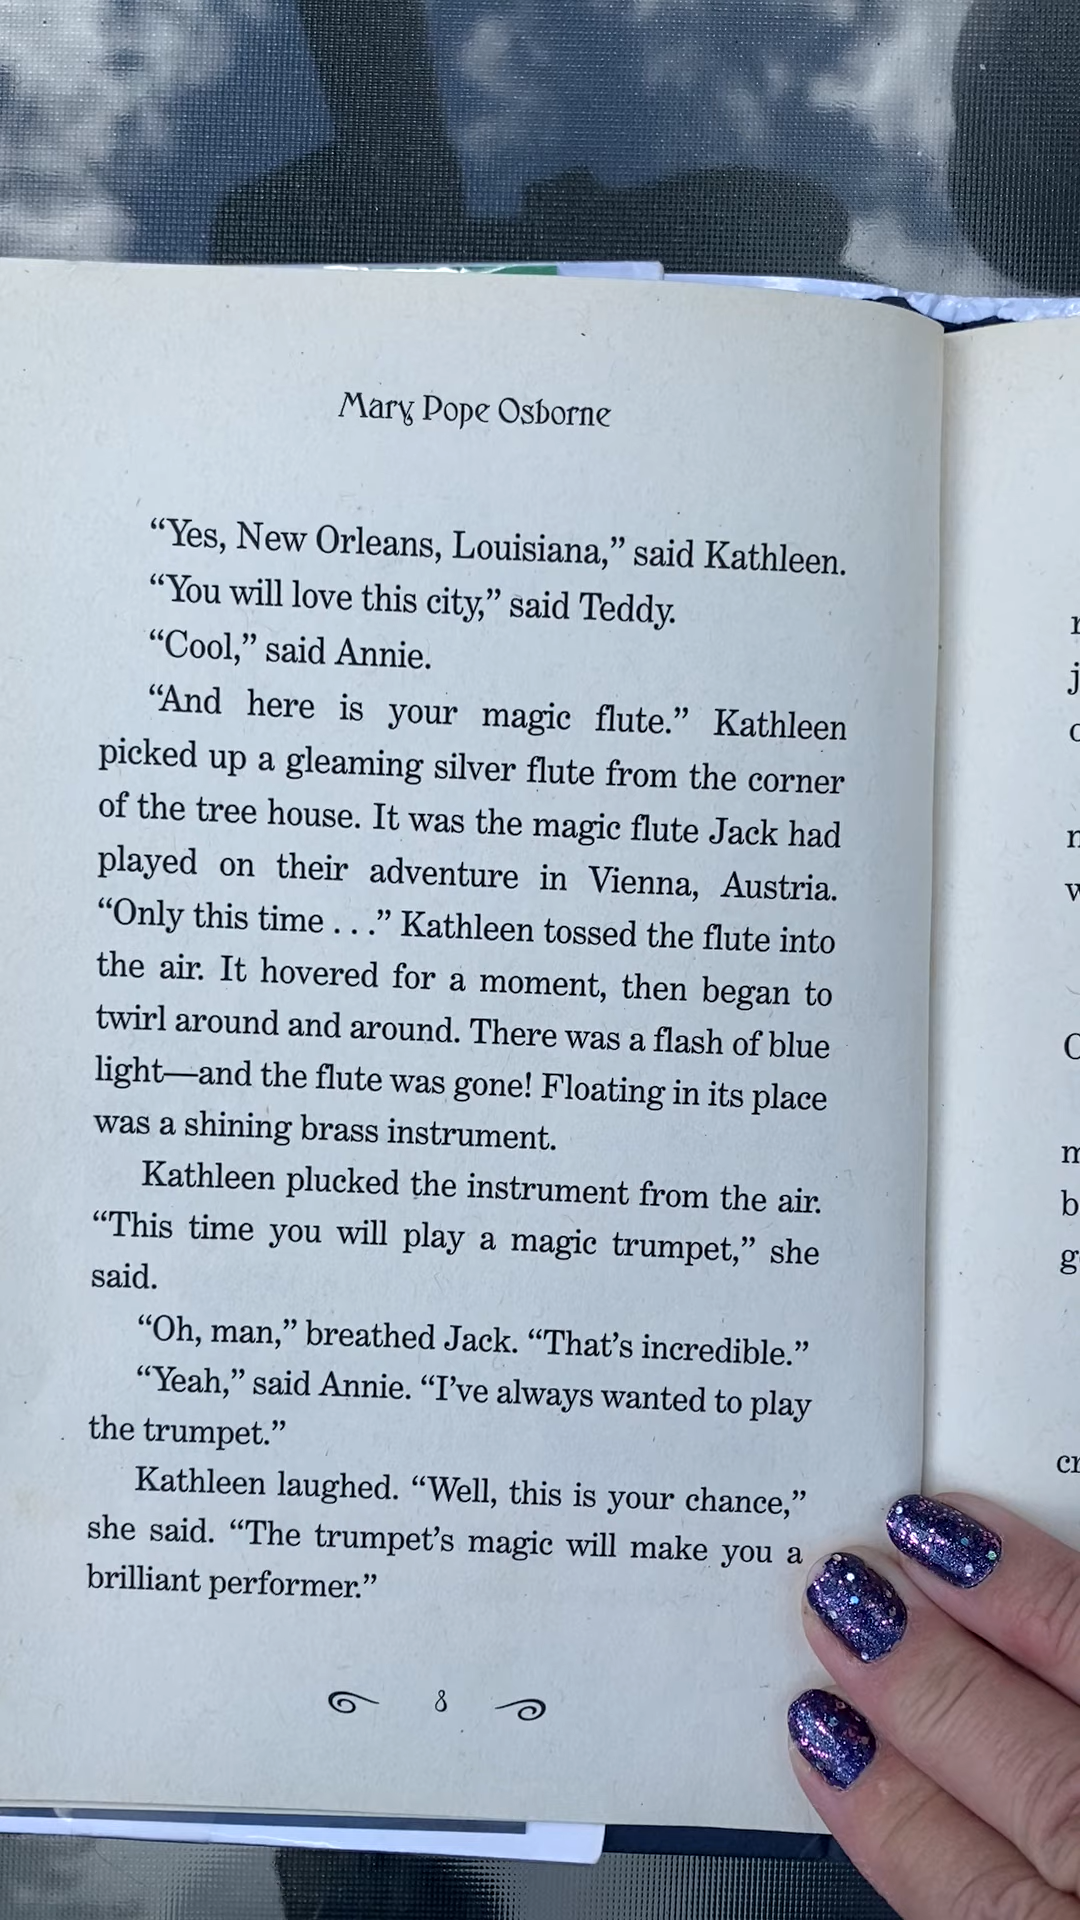 Mary Pope Osborne
“Yes, New Orleans, Louisiana,” said Kathleen.
“You will love this city,” said Teddy.
“Cool,” said Annie.
“And here is your magic flute.” Kathleen
picked up a gleaming silver flute from the corner
of the tree house. It was the magic flute Jack had
played on their adventure in Vienna, Austria.
“Only this time . . .” Kathleen tossed the flute into
the air. It hovered for a moment, then began to
twirl around and around. There was a flash of blue
light—and the flute was gone! Floating in its place
was a shining brass instrument.
Kathleen plucked the instrument from the air.
“This time you will play a magic trumpet,” she
said.
“Oh, man,” breathed Jack. “That’s incredible.”
“Yeah,” said Annie. “I’ve always wanted to play
the trumpet.”
Kathleen laughed. “Well, this is your chance,”
she said. “The trumpet’s magic will make you a
brilliant performer.”
8